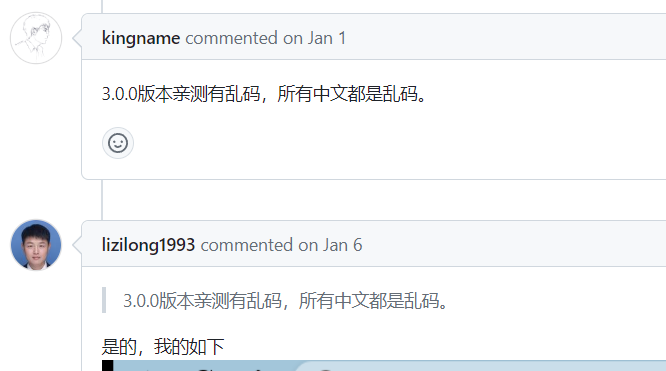 kingname commented on Jan 1
3.0.0版本亲测有乱码，所有中文都是乱码。
lizilong1993 commented on Jan 6
3.0.0版本亲测有乱码，所有中文都是乱码。
是的，我的如下